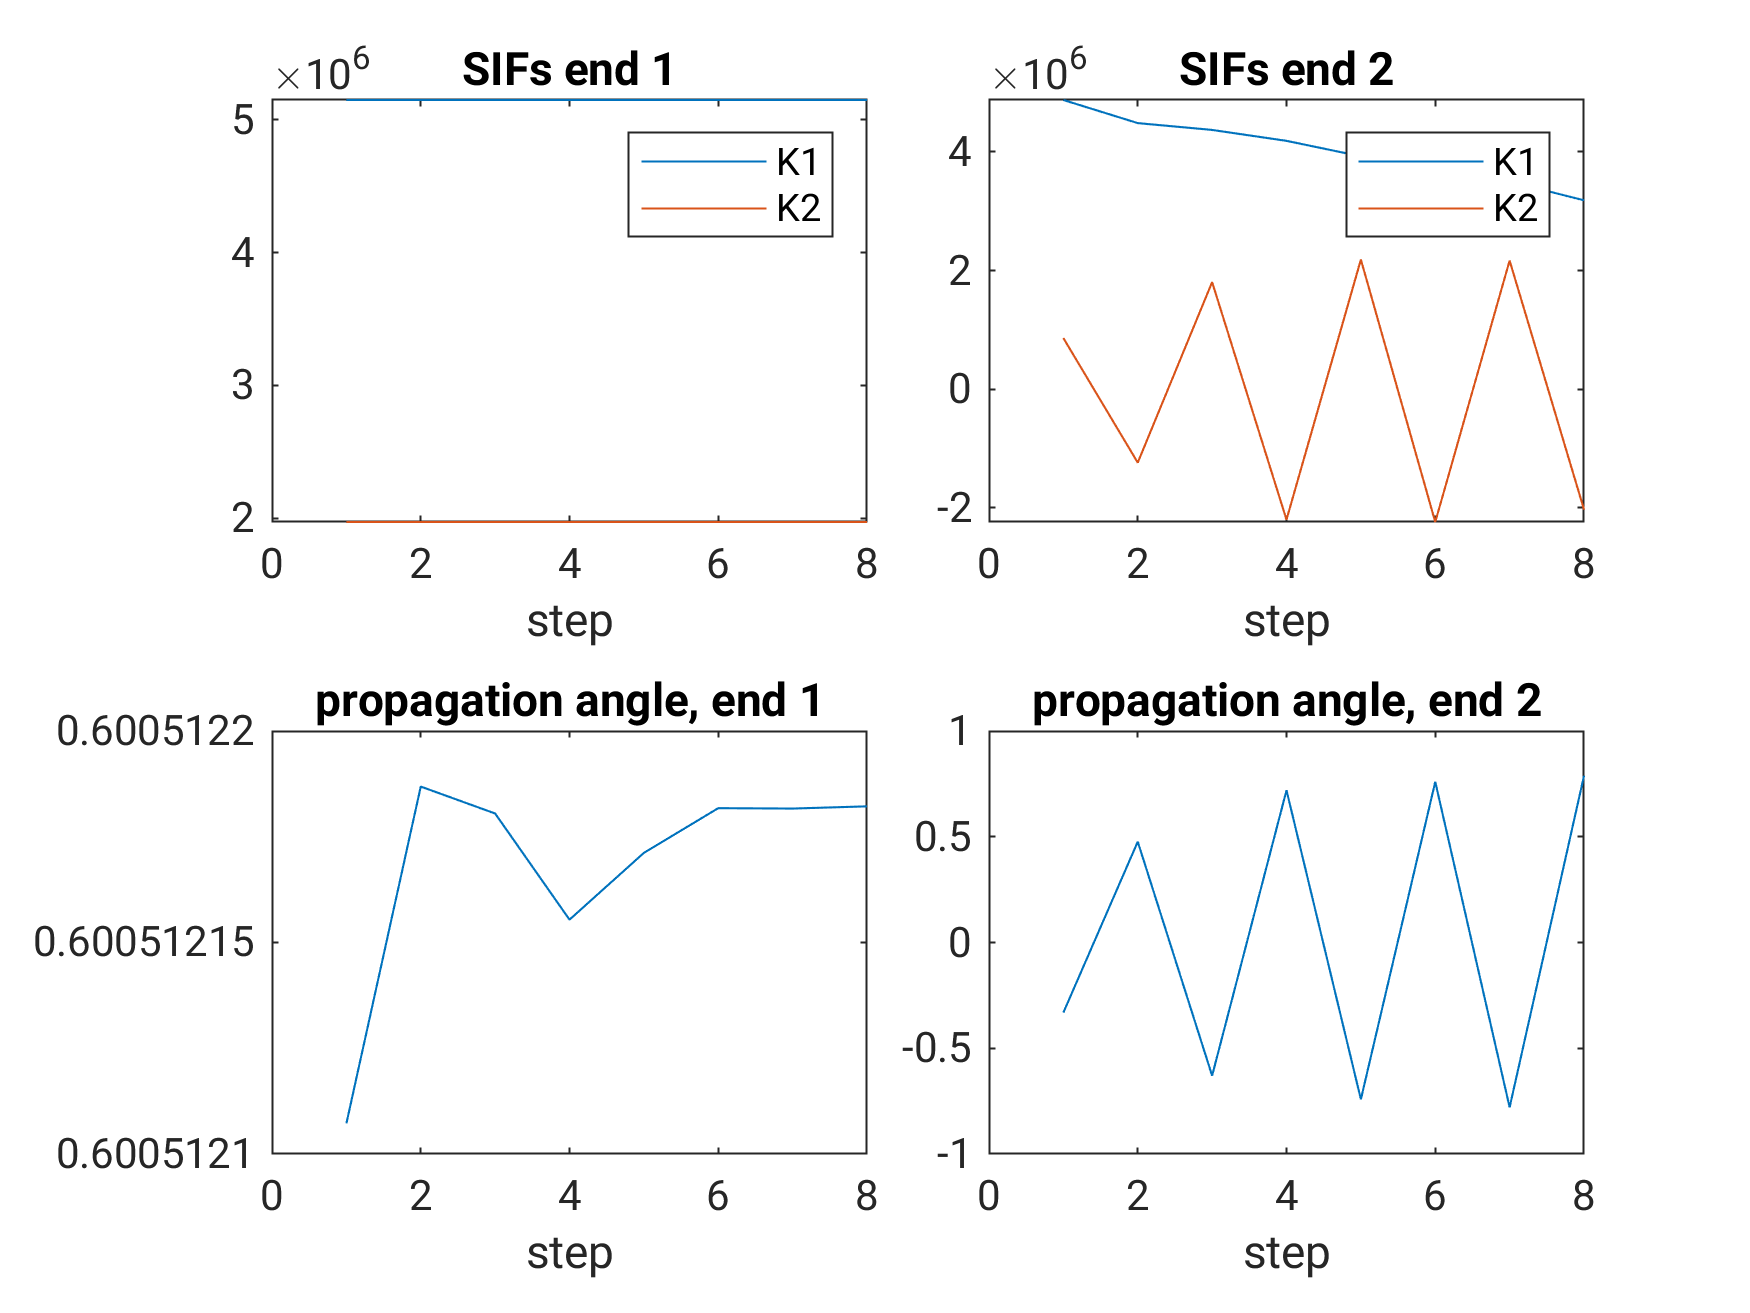 ×10^6
SIFs end 1
5
4
3
2
0 2 4 6 8
step
K1
K2
×10^6
SIFs end 2
4
2
0
-2
0 2 4 6 8
step
K1
K2
propagation angle, end 1
0.6005122
0.60051215
0.6005121
0 2 4 6 8
step
propagation angle, end 2
1
0.5
0
-0.5
-1
0 2 4 6 8
step